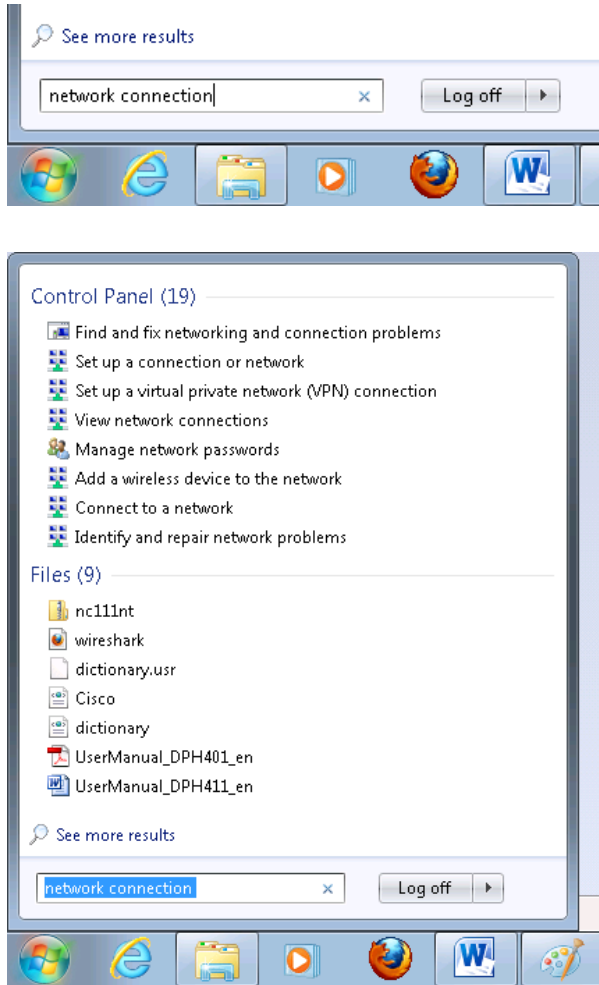 See more results
network connection
Log off
W
Control Panel (19)
Find and fix networking and connection problems
Set up a connection or network
Set up a virtual private network (VPN) connection
View network connections
Manage network passwords
Add a wireless device to the network
Connect to a network
Identify and repair network problems
Files (9)
nc111nt
wireshark
dictionary.usr
Cisco
dictionary
UserManual_DPH401_en
UserManual_DPH411_en
See more results
network connection
Log off
W